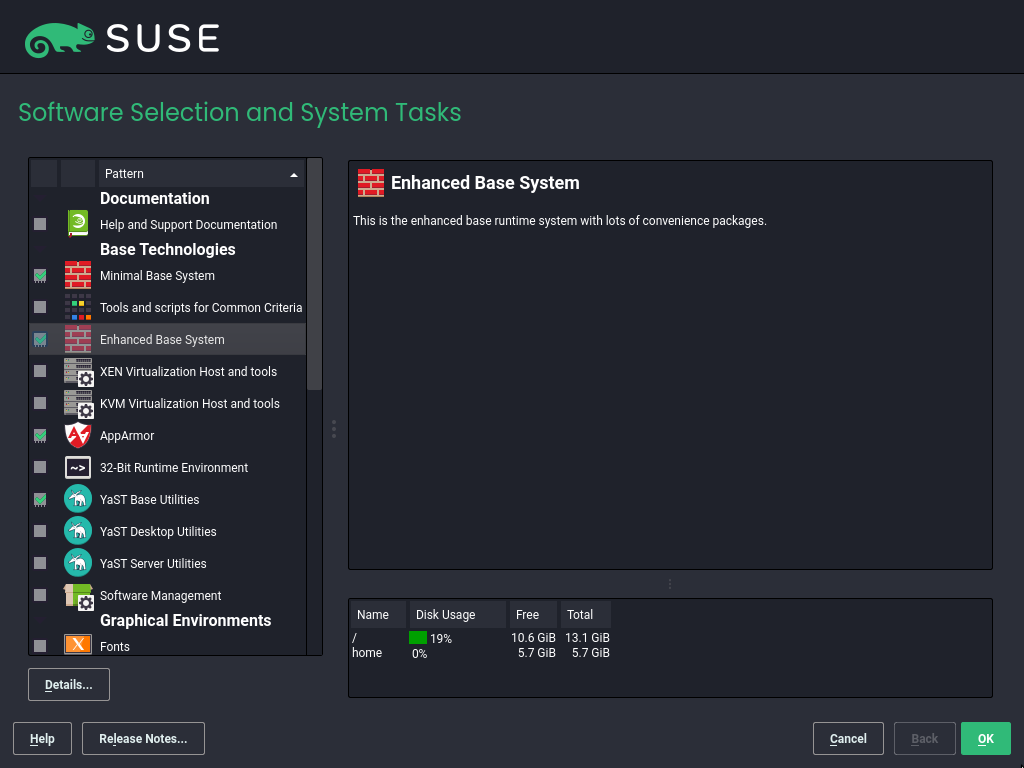 SUSE
Software Selection and System Tasks
Pattern
Documentation
Help and Support Documentation
Base Technologies
Minimal Base System
Tools and scripts for Common Criteria
Enhanced Base System
XEN Virtualization Host and tools
KVM Virtualization Host and tools
AppArmor
32-Bit Runtime Environment
YaST Base Utilities
YaST Desktop Utilities
YaST Server Utilities
Software Management
Graphical Environments
Fonts
Details...
Enhanced Base System
This is the enhanced base runtime system with lots of convenience packages.
Name Disk Usage Free Total
/ 19% 10.6 GiB 13.1 GiB
home 0% 5.7 GiB 5.7 GiB
Help Release Notes... Cancel Back OK